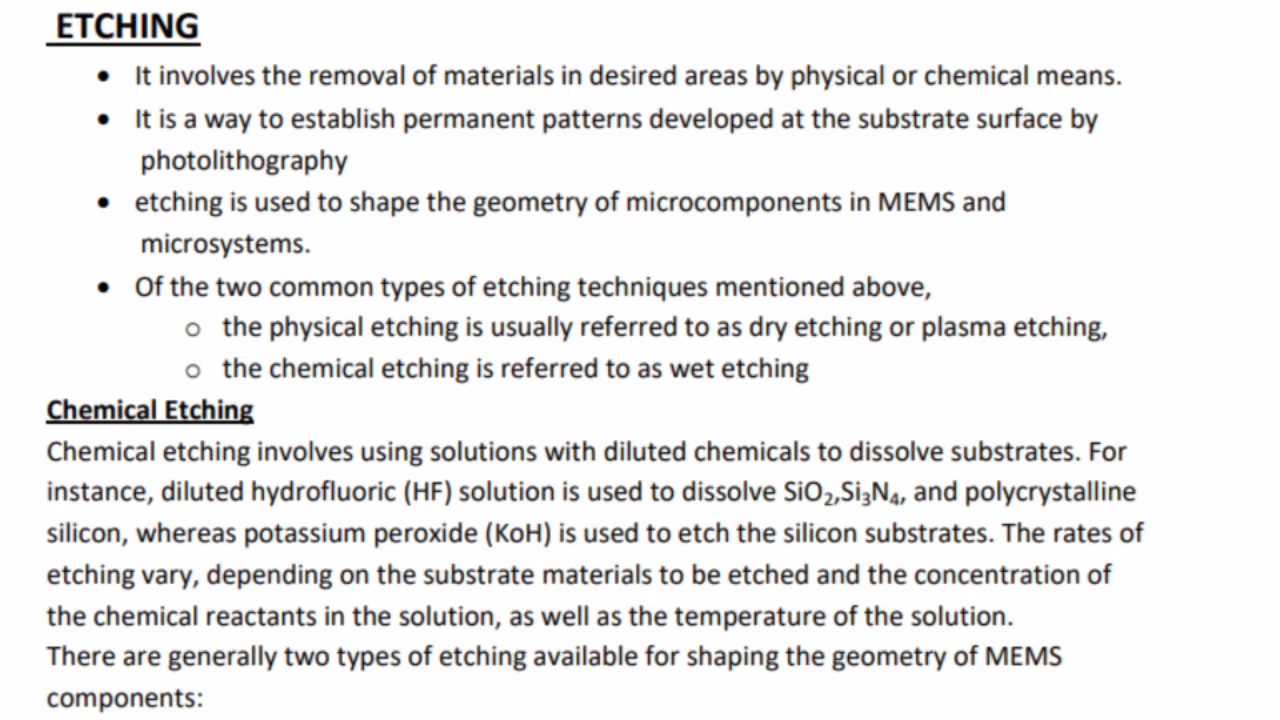 ETCHING
• It involves the removal of materials in desired areas by physical or chemical means.
• It is a way to establish permanent patterns developed at the substrate surface by
photolithography
• etching is used to shape the geometry of microcomponents in MEMS and
microsystems.
• Of the two common types of etching techniques mentioned above,
o the physical etching is usually referred to as dry etching or plasma etching,
o the chemical etching is referred to as wet etching
Chemical Etching
Chemical etching involves using solutions with diluted chemicals to dissolve substrates. For
instance, diluted hydrofluoric (HF) solution is used to dissolve SiO₂,Si₃N₄, and polycrystalline
silicon, whereas potassium peroxide (KoH) is used to etch the silicon substrates. The rates of
etching vary, depending on the substrate materials to be etched and the concentration of
the chemical reactants in the solution, as well as the temperature of the solution.
There are generally two types of etching available for shaping the geometry of MEMS
components: